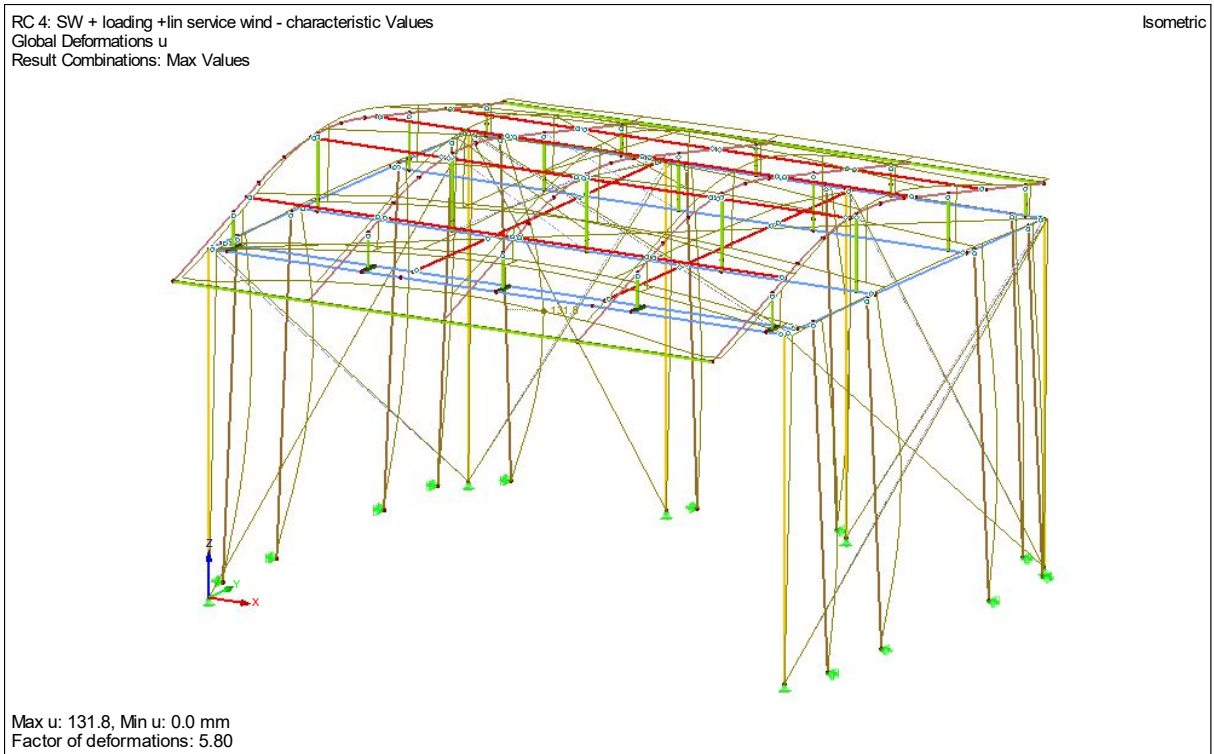 RC 4: SW + loading +lin service wind - characteristic Values
Isometric
Global Deformations u
Result Combinations: Max Values
131.8
Z
Y
X
Max u: 131.8, Min u: 0.0 mm
Factor of deformations: 5.80